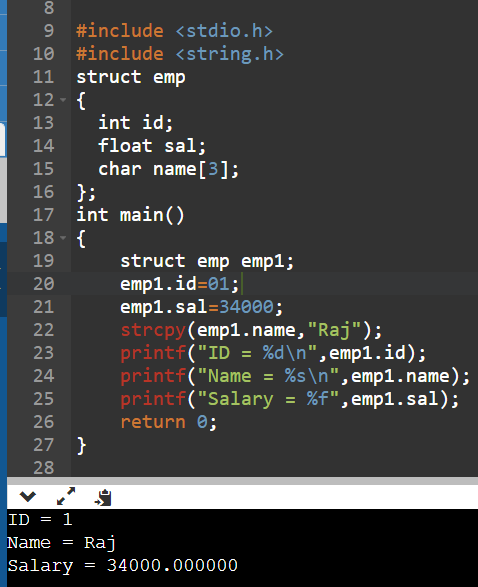 8
9 #include <stdio.h>
10 #include <string.h>
11 struct emp
12 {
13 int id;
14 float sal;
15 char name[3];
16 };
17 int main()
18 {
19 struct emp emp1;
20 emp1.id=01;
21 emp1.sal=34000;
22 strcpy(emp1.name,"Raj");
23 printf("ID = %d\n",emp1.id);
24 printf("Name = %s\n",emp1.name);
25 printf("Salary = %f",emp1.sal);
26 return 0;
27 }
28
ID = 1
Name = Raj
Salary = 34000.000000